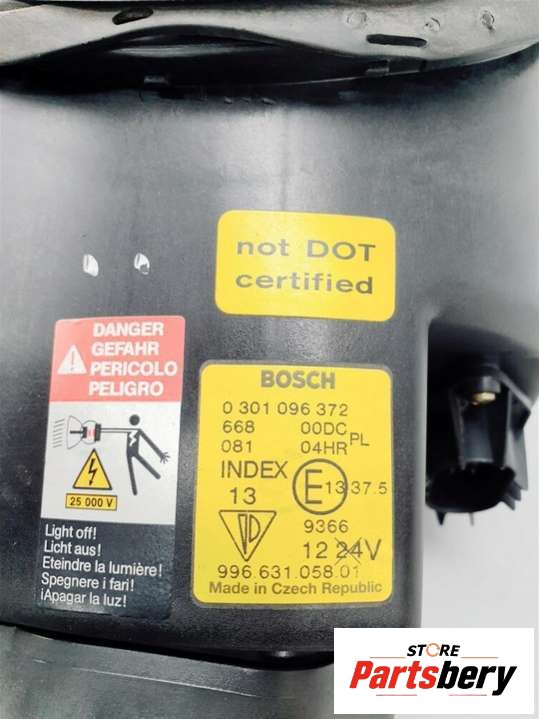 not DOT
certified
DANGER
GEFAHR
PERICOLO
PELIGRO
25 000 V
Light off!
Licht aus!
Eteindre la lumière!
Spegnere i fari!
¡Apagar la luz!
BOSCH
0 301 096 372
668 00DC
081 04HR PL
INDEX
13 E 13 37.5
9366
12 24V
996.631.058.01
Made in Czech Republic
STORE
Partsbery